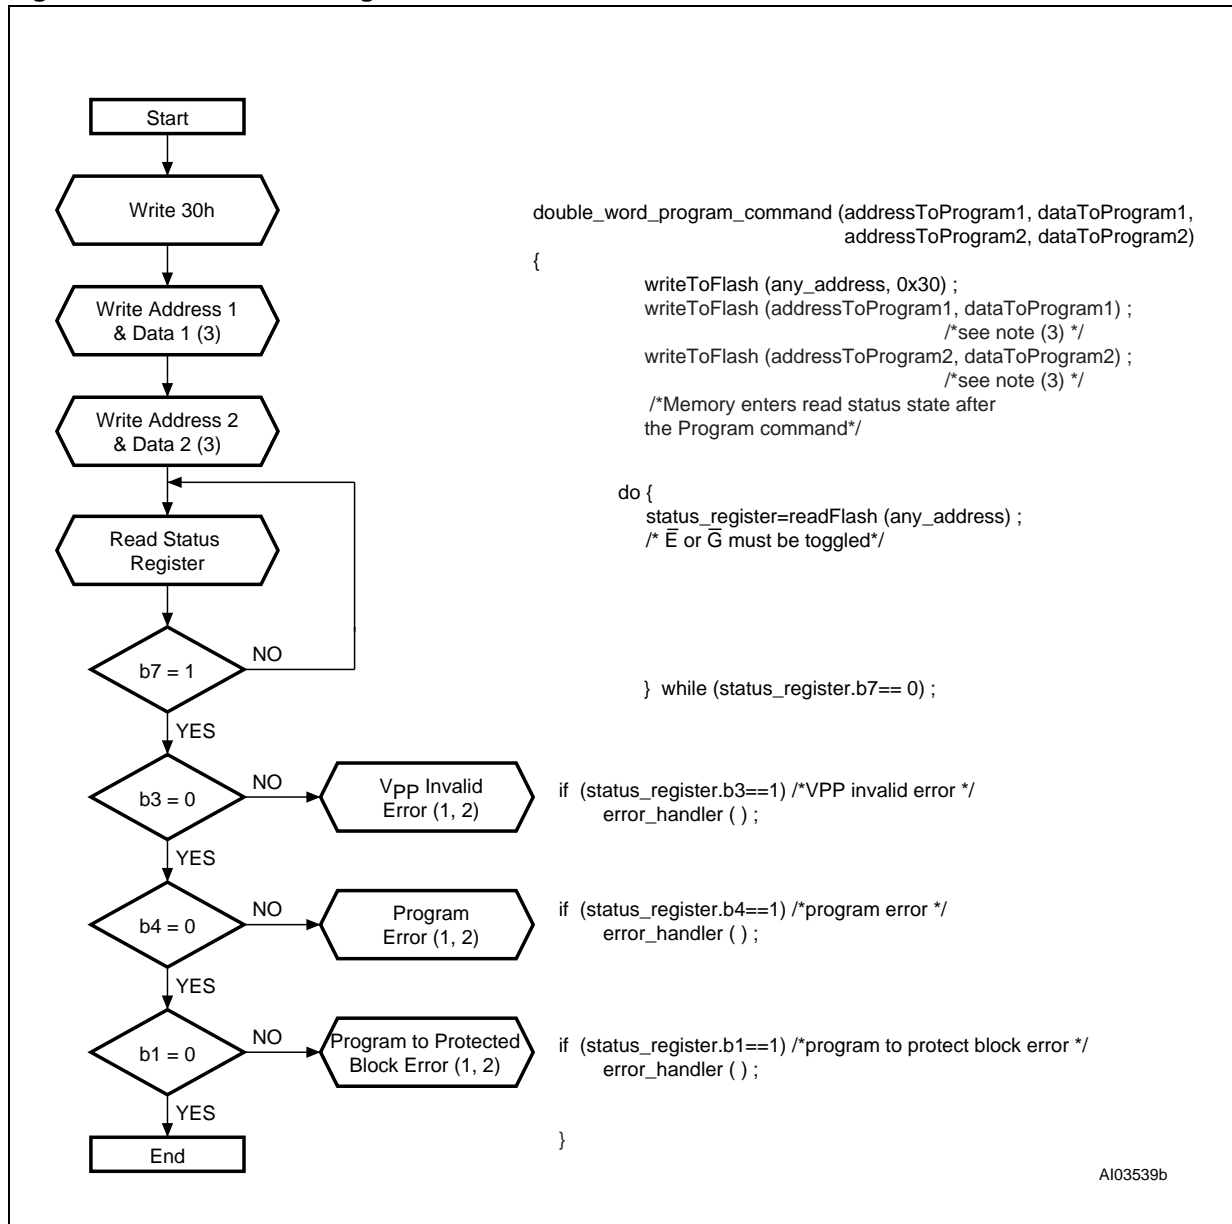 Start
Write 30h
Write Address 1
& Data 1 (3)
Write Address 2
& Data 2 (3)
Read Status
Register
b7 = 1
NO
YES
b3 = 0
NO
VPP Invalid
Error (1, 2)
YES
b4 = 0
NO
Program
Error (1, 2)
YES
b1 = 0
NO
Program to Protected
Block Error (1, 2)
YES
End
double_word_program_command (addressToProgram1, dataToProgram1,
addressToProgram2, dataToProgram2)
{
writeToFlash (any_address, 0x30) ;
writeToFlash (addressToProgram1, dataToProgram1) ;
/*see note (3) */
writeToFlash (addressToProgram2, dataToProgram2) ;
/*see note (3) */
/*Memory enters read status state after
the Program command*/
do {
status_register=readFlash (any_address) ;
/* E̅ or G̅ must be toggled*/
} while (status_register.b7== 0) ;
if (status_register.b3==1) /*VPP invalid error */
error_handler ( ) ;
if (status_register.b4==1) /*program error */
error_handler ( ) ;
if (status_register.b1==1) /*program to protect block error */
error_handler ( ) ;
}
AI03539b